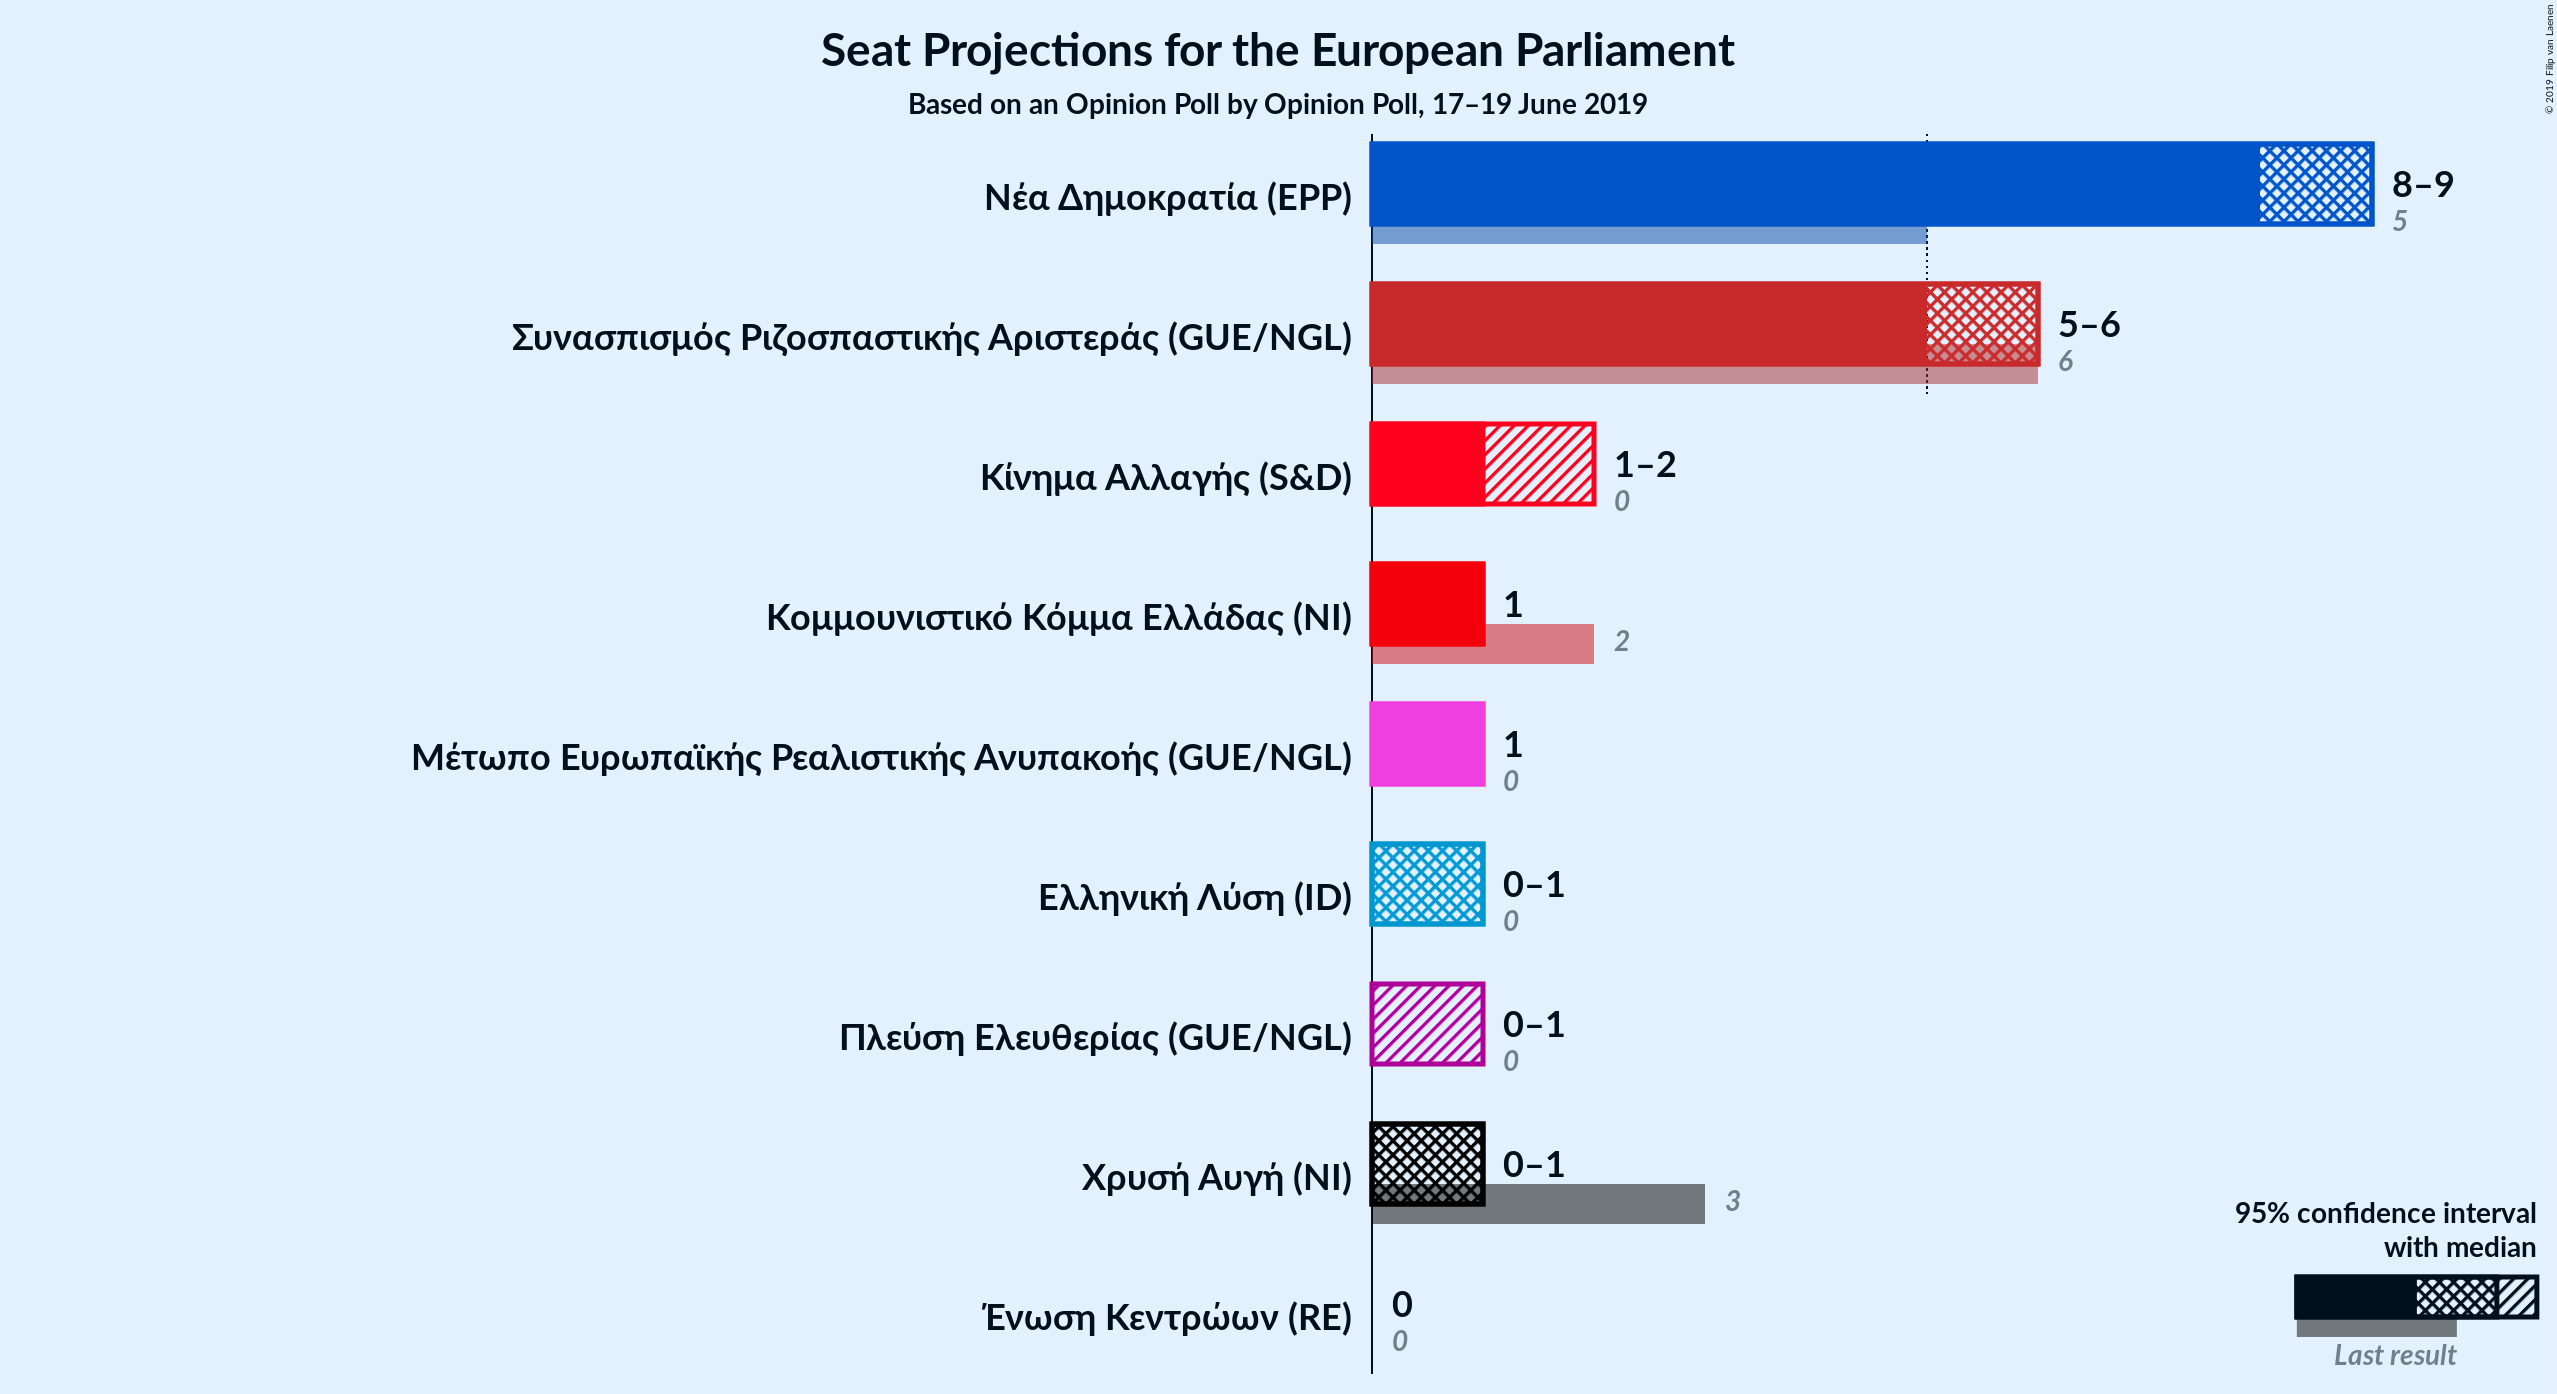 Seat Projections for the European Parliament
Based on an Opinion Poll by Opinion Poll, 17–19 June 2019
© 2019 Filip van Laenen
Νέα Δημοκρατία (EPP)
8–9
5
Συνασπισμός Ριζοσπαστικής Αριστεράς (GUE/NGL)
5–6
6
Κίνημα Αλλαγής (S&D)
1–2
0
Κομμουνιστικό Κόμμα Ελλάδας (NI)
1
2
Μέτωπο Ευρωπαϊκής Ρεαλιστικής Ανυπακοής (GUE/NGL)
1
0
Ελληνική Λύση (ID)
0–1
0
Πλεύση Ελευθερίας (GUE/NGL)
0–1
0
Χρυσή Αυγή (NI)
0–1
3
Ένωση Κεντρώων (RE)
0
0
95% confidence interval
with median
Last result